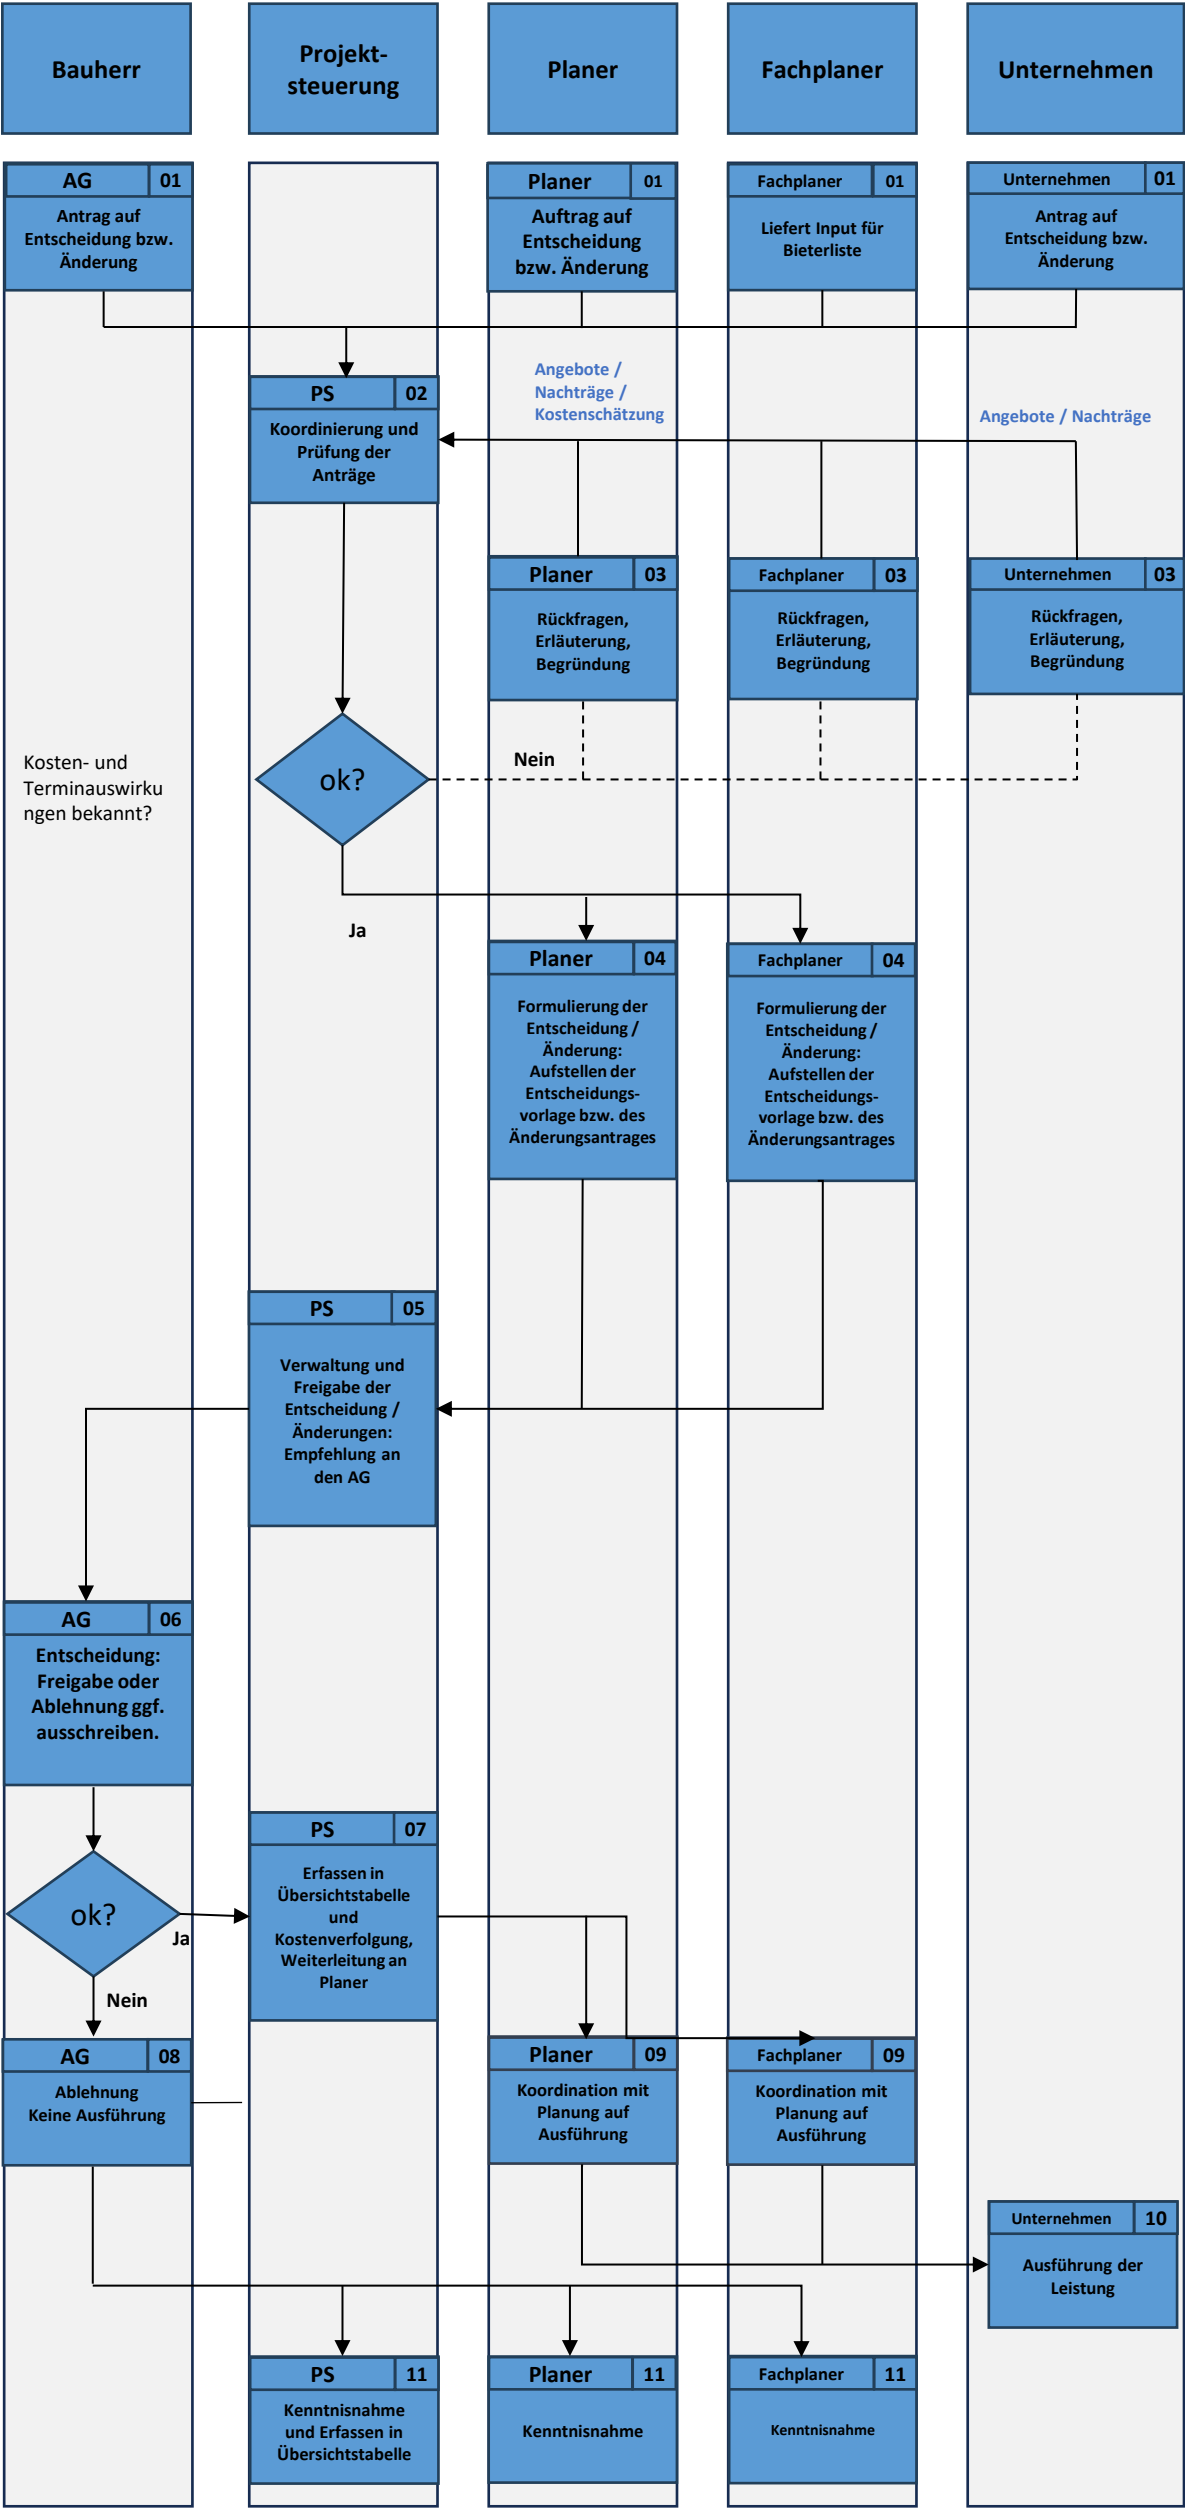 Bauherr
Projekt-
steuerung
Planer
Fachplaner
Unternehmen
AG 01
Antrag auf
Entscheidung bzw.
Änderung
Planer 01
Auftrag auf
Entscheidung
bzw. Änderung
Fachplaner 01
Liefert Input für
Bieterliste
Unternehmen 01
Antrag auf
Entscheidung bzw.
Änderung
PS 02
Koordinierung und
Prüfung der
Anträge
Angebote /
Nachträge /
Kostenschätzung
Angebote / Nachträge
Planer 03
Rückfragen,
Erläuterung,
Begründung
Fachplaner 03
Rückfragen,
Erläuterung,
Begründung
Unternehmen 03
Rückfragen,
Erläuterung,
Begründung
Kosten- und
Terminauswirku
ngen bekannt?
ok?
Nein
Ja
Planer 04
Formulierung der
Entscheidung /
Änderung:
Aufstellen der
Entscheidungs-
vorlage bzw. des
Änderungsantrages
Fachplaner 04
Formulierung der
Entscheidung /
Änderung:
Aufstellen der
Entscheidungs-
vorlage bzw. des
Änderungsantrages
PS 05
Verwaltung und
Freigabe der
Entscheidung /
Änderungen:
Empfehlung an
den AG
AG 06
Entscheidung:
Freigabe oder
Ablehnung ggf.
ausschreiben.
ok?
Ja
Nein
PS 07
Erfassen in
Übersichtstabelle
und
Kostenverfolgung,
Weiterleitung an
Planer
AG 08
Ablehnung
Keine Ausführung
Planer 09
Koordination mit
Planung auf
Ausführung
Fachplaner 09
Koordination mit
Planung auf
Ausführung
Unternehmen 10
Ausführung der
Leistung
PS 11
Kenntnisnahme
und Erfassen in
Übersichtstabelle
Planer 11
Kenntnisnahme
Fachplaner 11
Kenntnisnahme